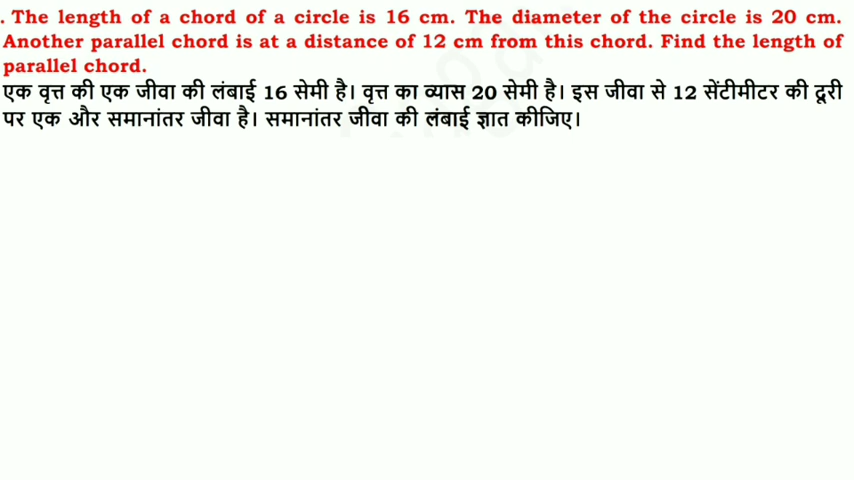 . The length of a chord of a circle is 16 cm. The diameter of the circle is 20 cm.
Another parallel chord is at a distance of 12 cm from this chord. Find the length of
parallel chord.
एक वृत्त की एक जीवा की लंबाई 16 सेमी है। वृत्त का व्यास 20 सेमी है। इस जीवा से 12 सेंटीमीटर की दूरी
पर एक और समानांतर जीवा है। समानांतर जीवा की लंबाई ज्ञात कीजिए।